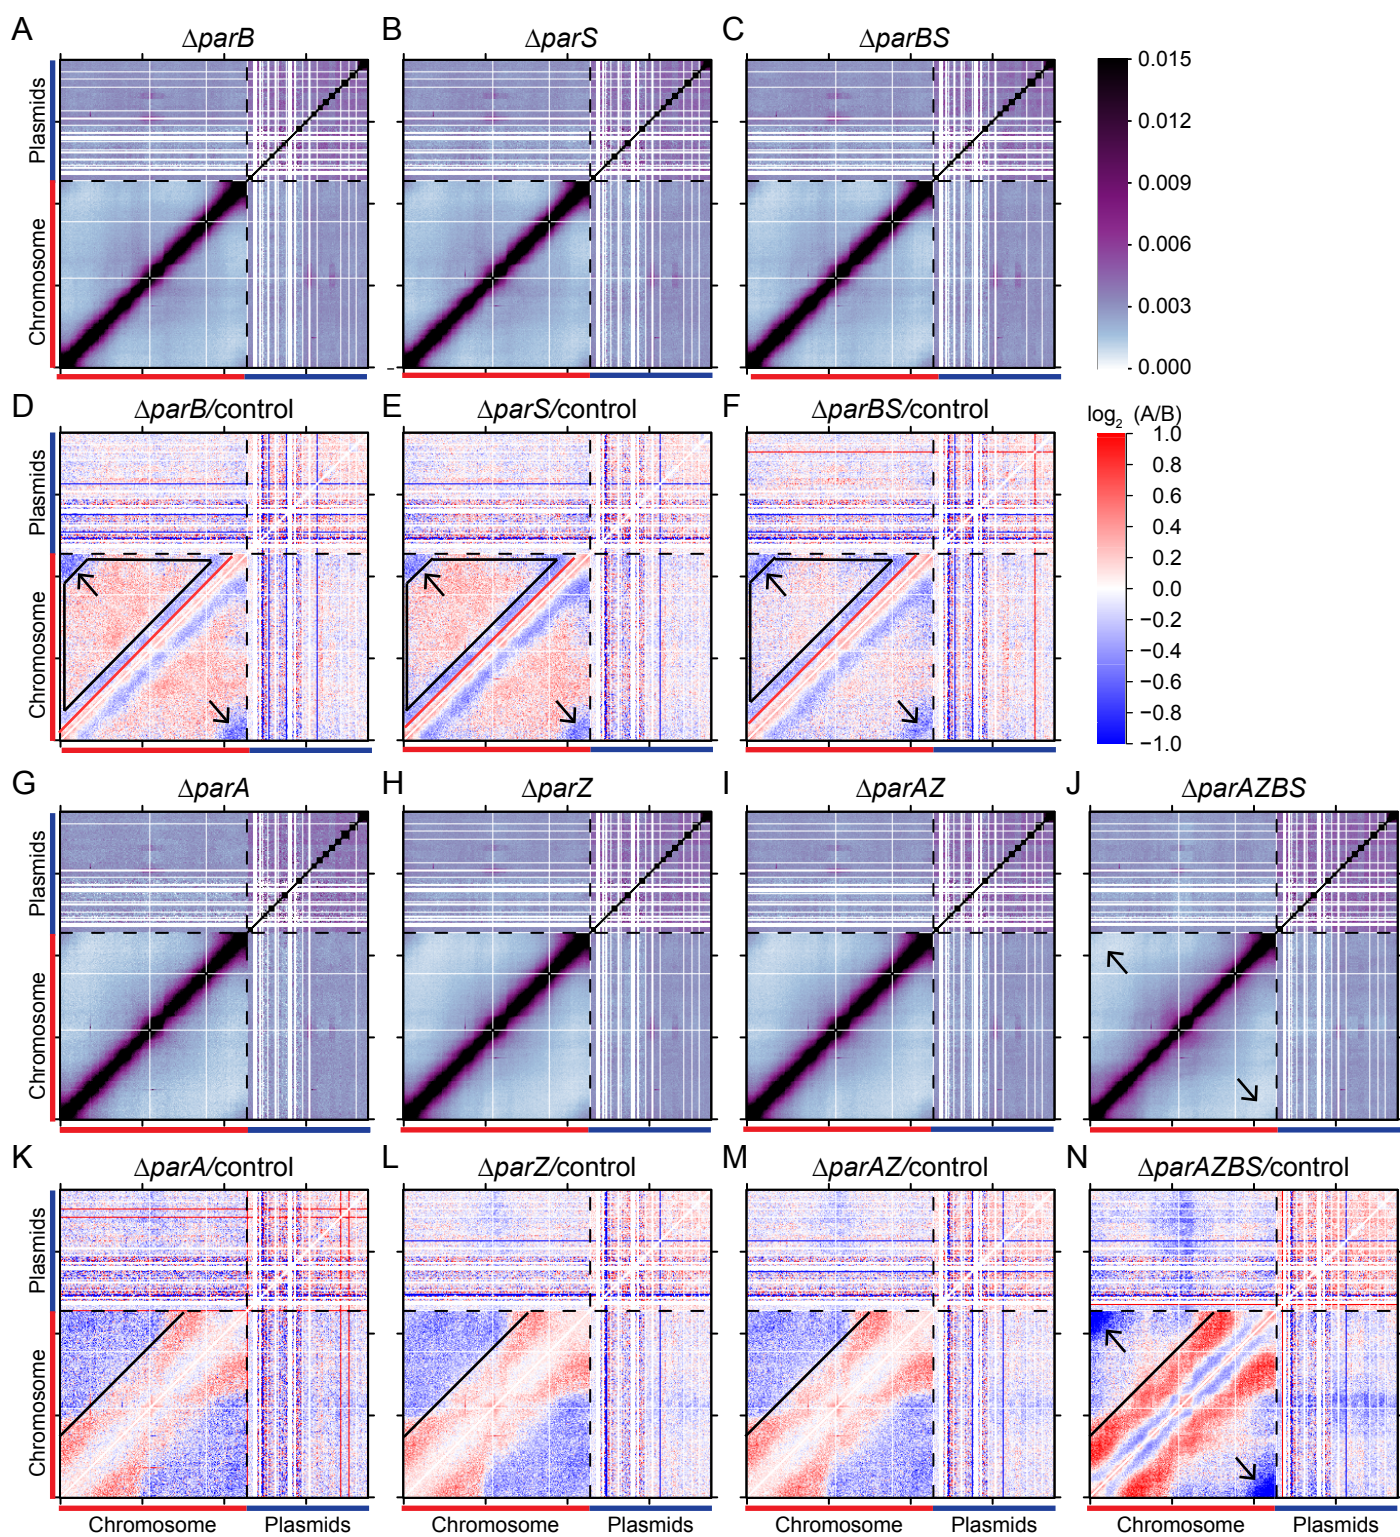 A ΔparB
B ΔparS
C ΔparBS
Plasmids
Chromosome
0.015
0.012
0.009
0.006
0.003
0.000
D ΔparB/control
E ΔparS/control
F ΔparBS/control
Plasmids
Chromosome
log2 (A/B)
1.0
0.8
0.6
0.4
0.2
0.0
−0.2
−0.4
−0.6
−0.8
−1.0
G ΔparA
H ΔparZ
I ΔparAZ
J ΔparAZBS
Plasmids
Chromosome
K ΔparA/control
L ΔparZ/control
M ΔparAZ/control
N ΔparAZBS/control
Plasmids
Chromosome
Chromosome Plasmids
Chromosome Plasmids